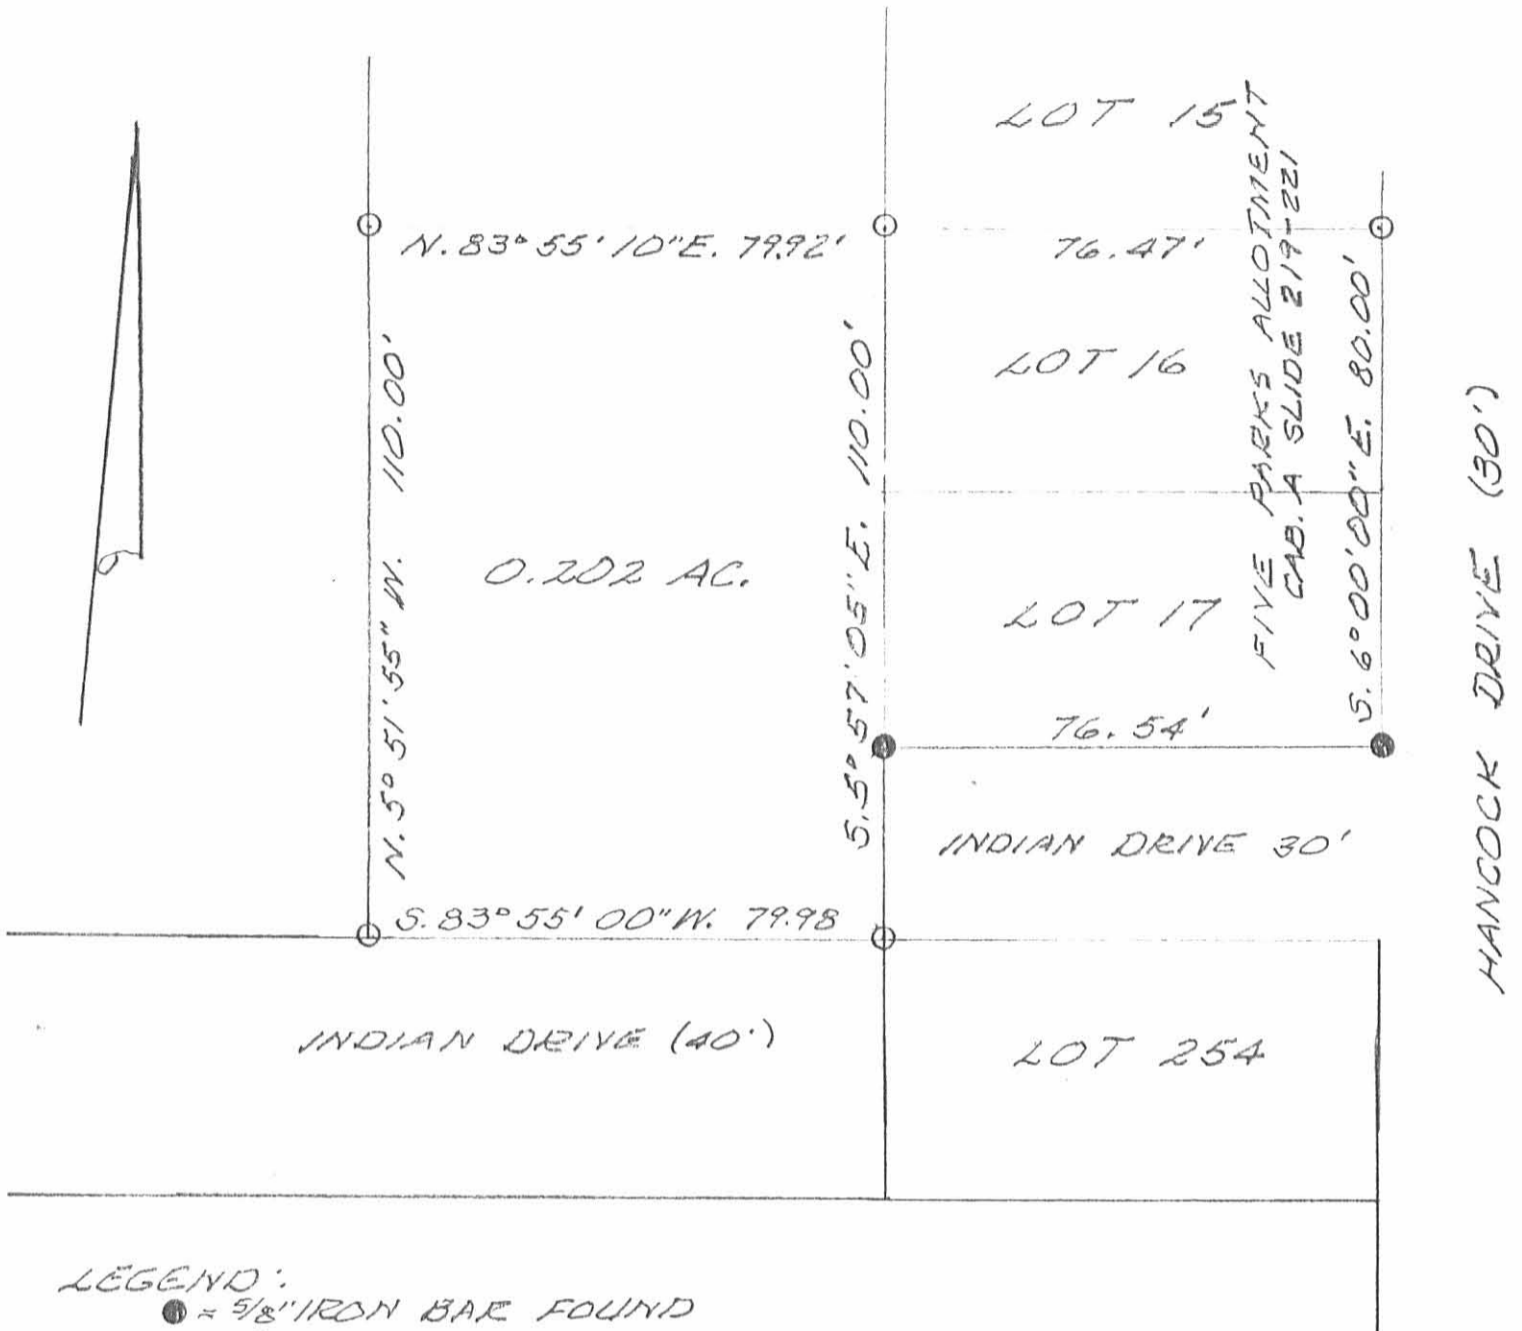 LOT 15
N. 83° 55' 10" E. 79.92'
76.47'
LOT 16
N. 5° 51' 55" W. 110.00'
0.202 AC.
S. 5° 57' 05" E. 110.00'
LOT 17
FIVE PARKS ALLOTMENT
CAB. A SLIDE 219-221
S. 6° 00' 00" E. 80.00'
HANCOCK DRIVE (30')
76.54'
INDIAN DRIVE 30'
S. 83° 55' 00" W. 79.98
INDIAN DRIVE (40')
LOT 254
LEGEND:
= 5/8" IRON BAR FOUND